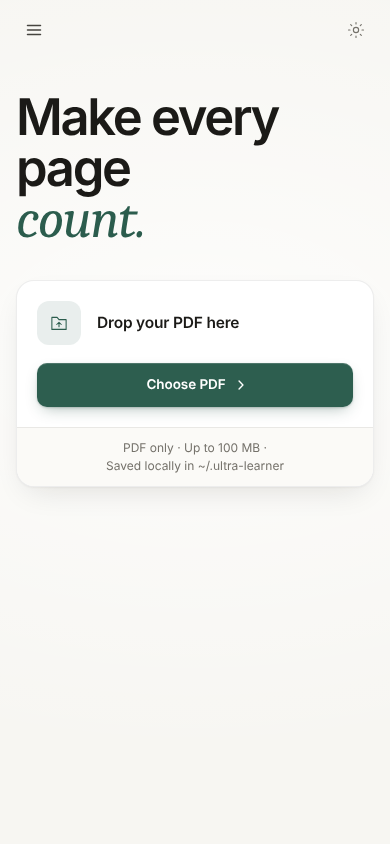 Make every
page
count.
Drop your PDF here
Choose PDF
PDF only · Up to 100 MB ·
Saved locally in ~/.ultra-learner